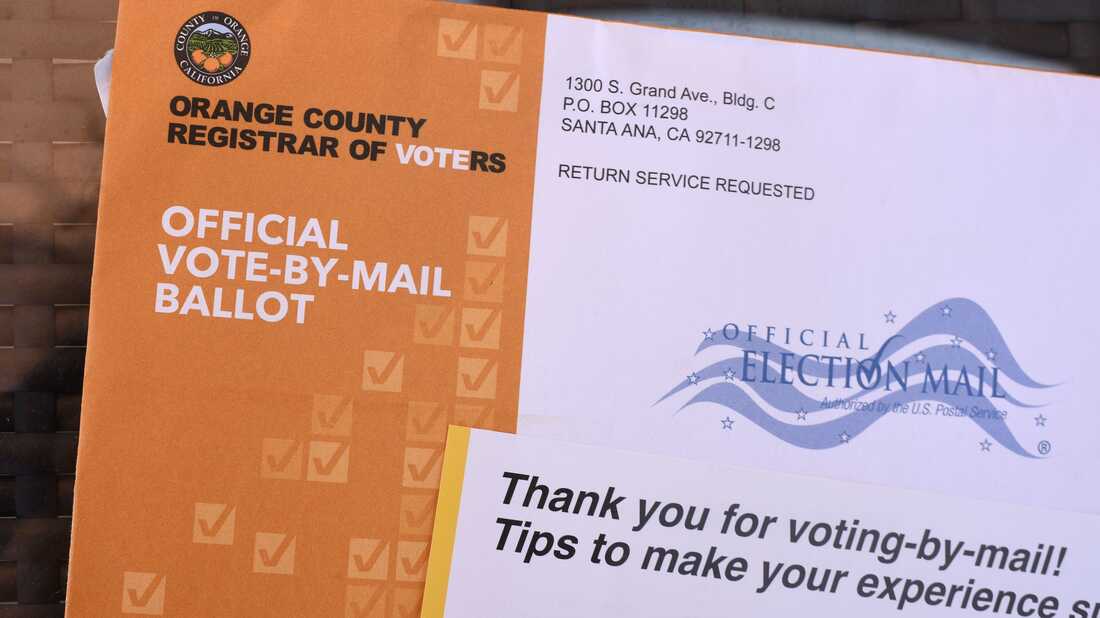 COUNTY OF ORANGE
CALIFORNIA
ORANGE COUNTY
REGISTRAR OF VOTERS
OFFICIAL
VOTE-BY-MAIL
BALLOT
1300 S. Grand Ave., Bldg. C
P.O. BOX 11298
SANTA ANA, CA 92711-1298
RETURN SERVICE REQUESTED
OFFICIAL
ELECTION MAIL
Authorized by the U.S. Postal Service
®
Thank you for voting-by-mail!
Tips to make your experience